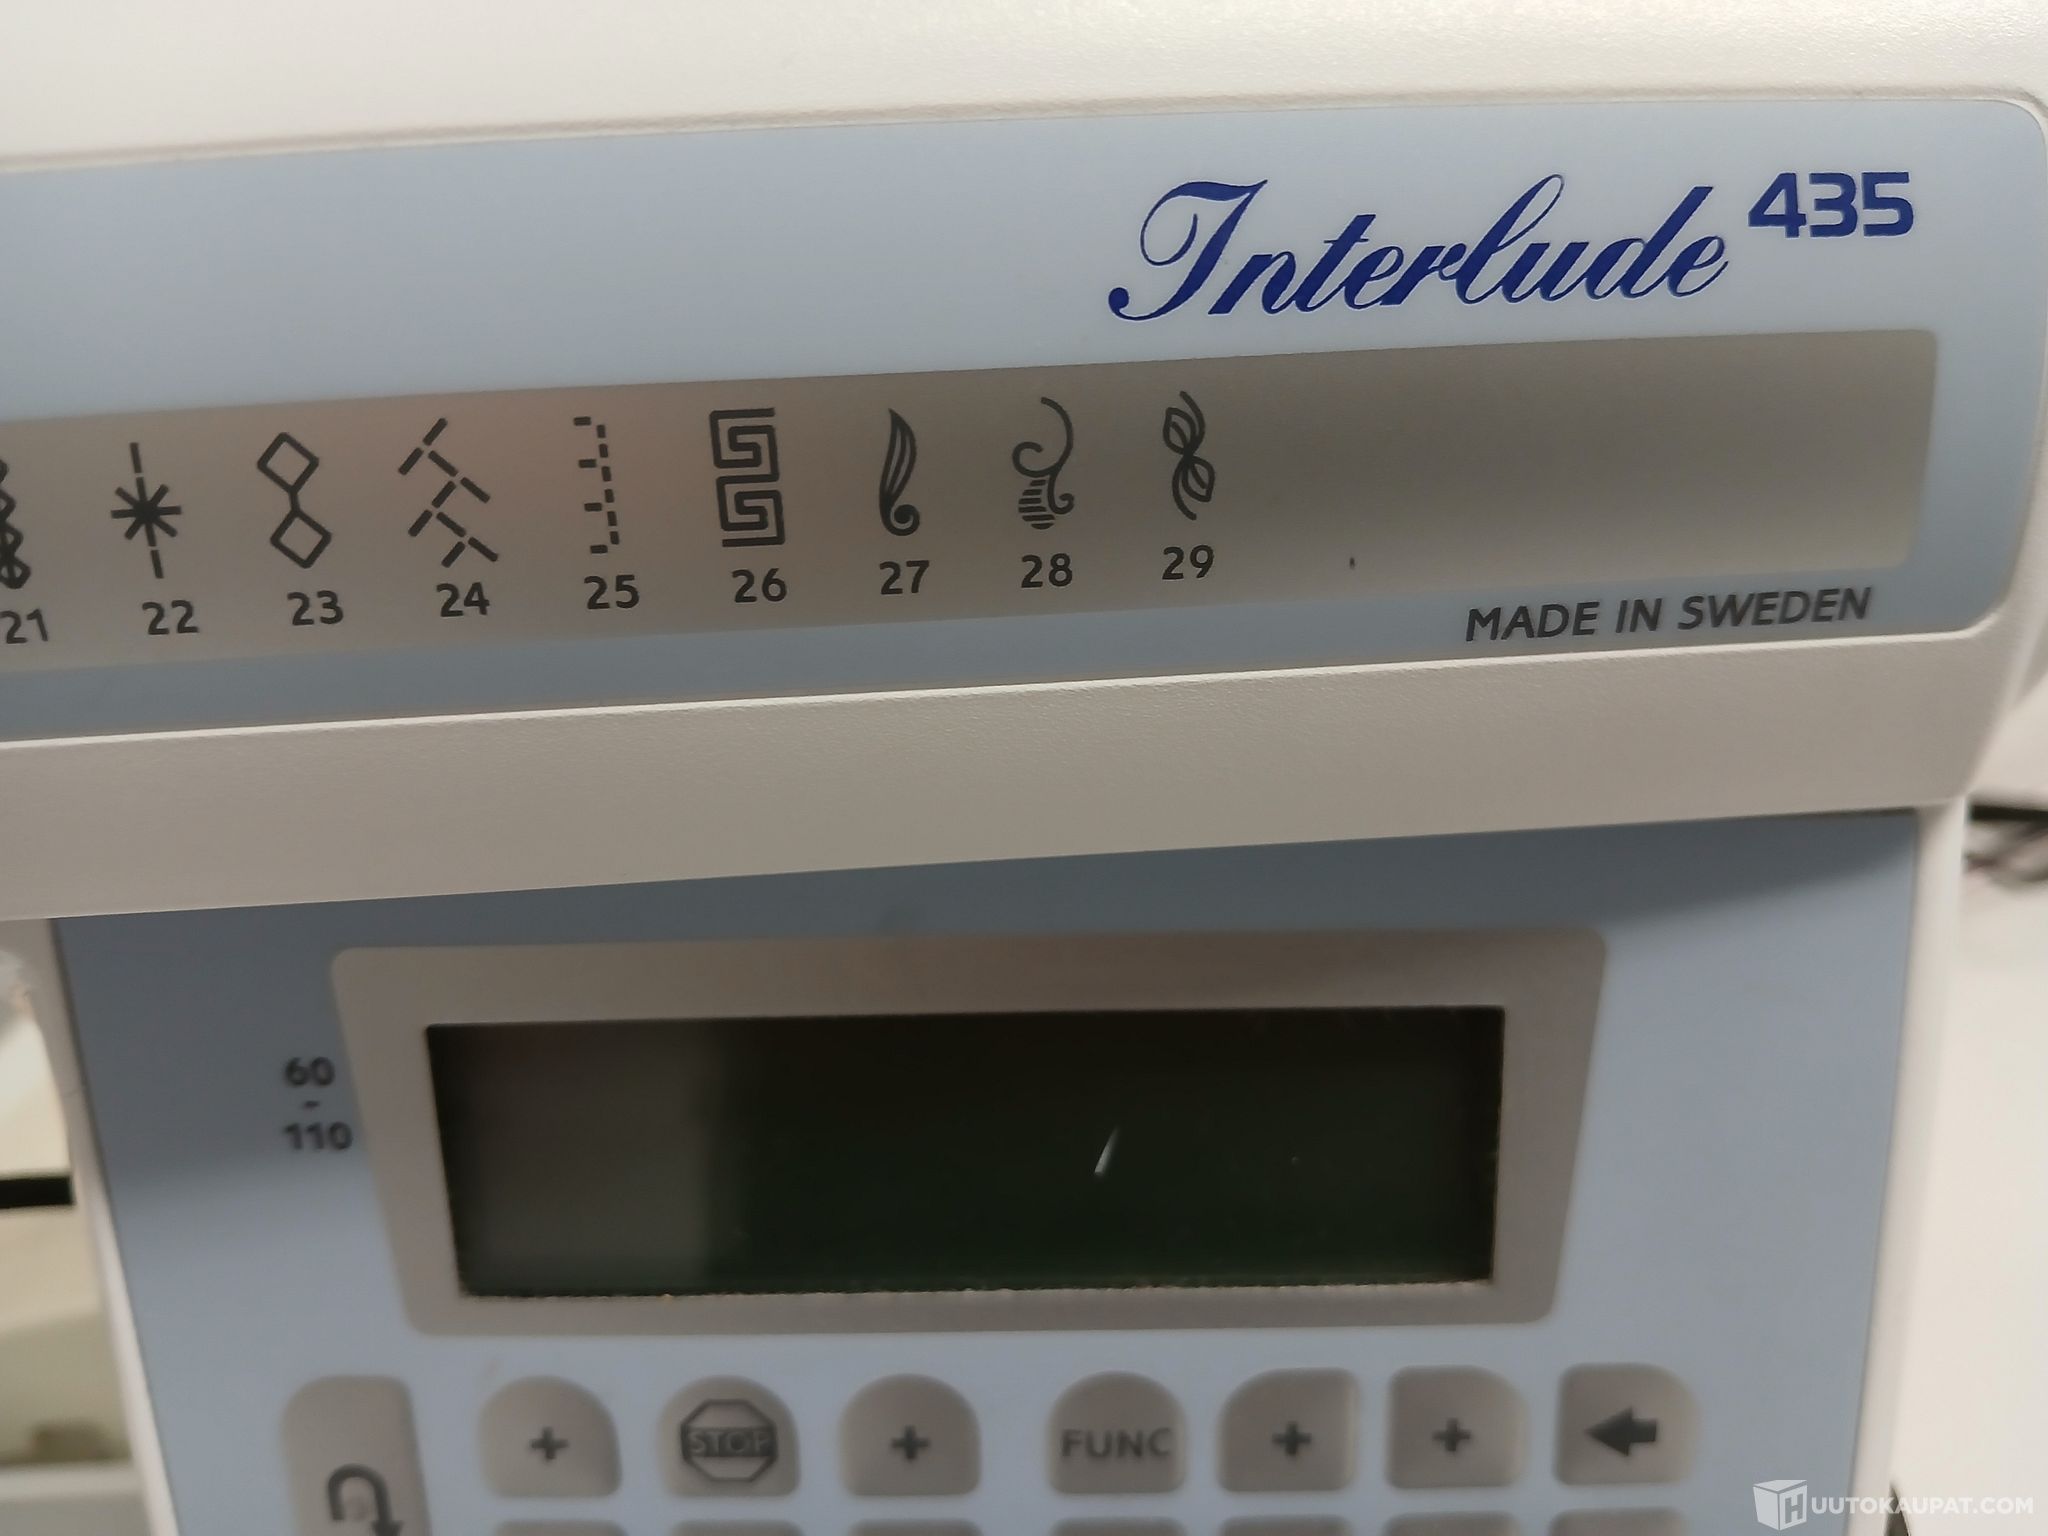 Interlude 435
21 22 23 24 25 26 27 28 29
MADE IN SWEDEN
60
-
110
+ STOP + FUNC + +
HUUTOKAUPAT.COM